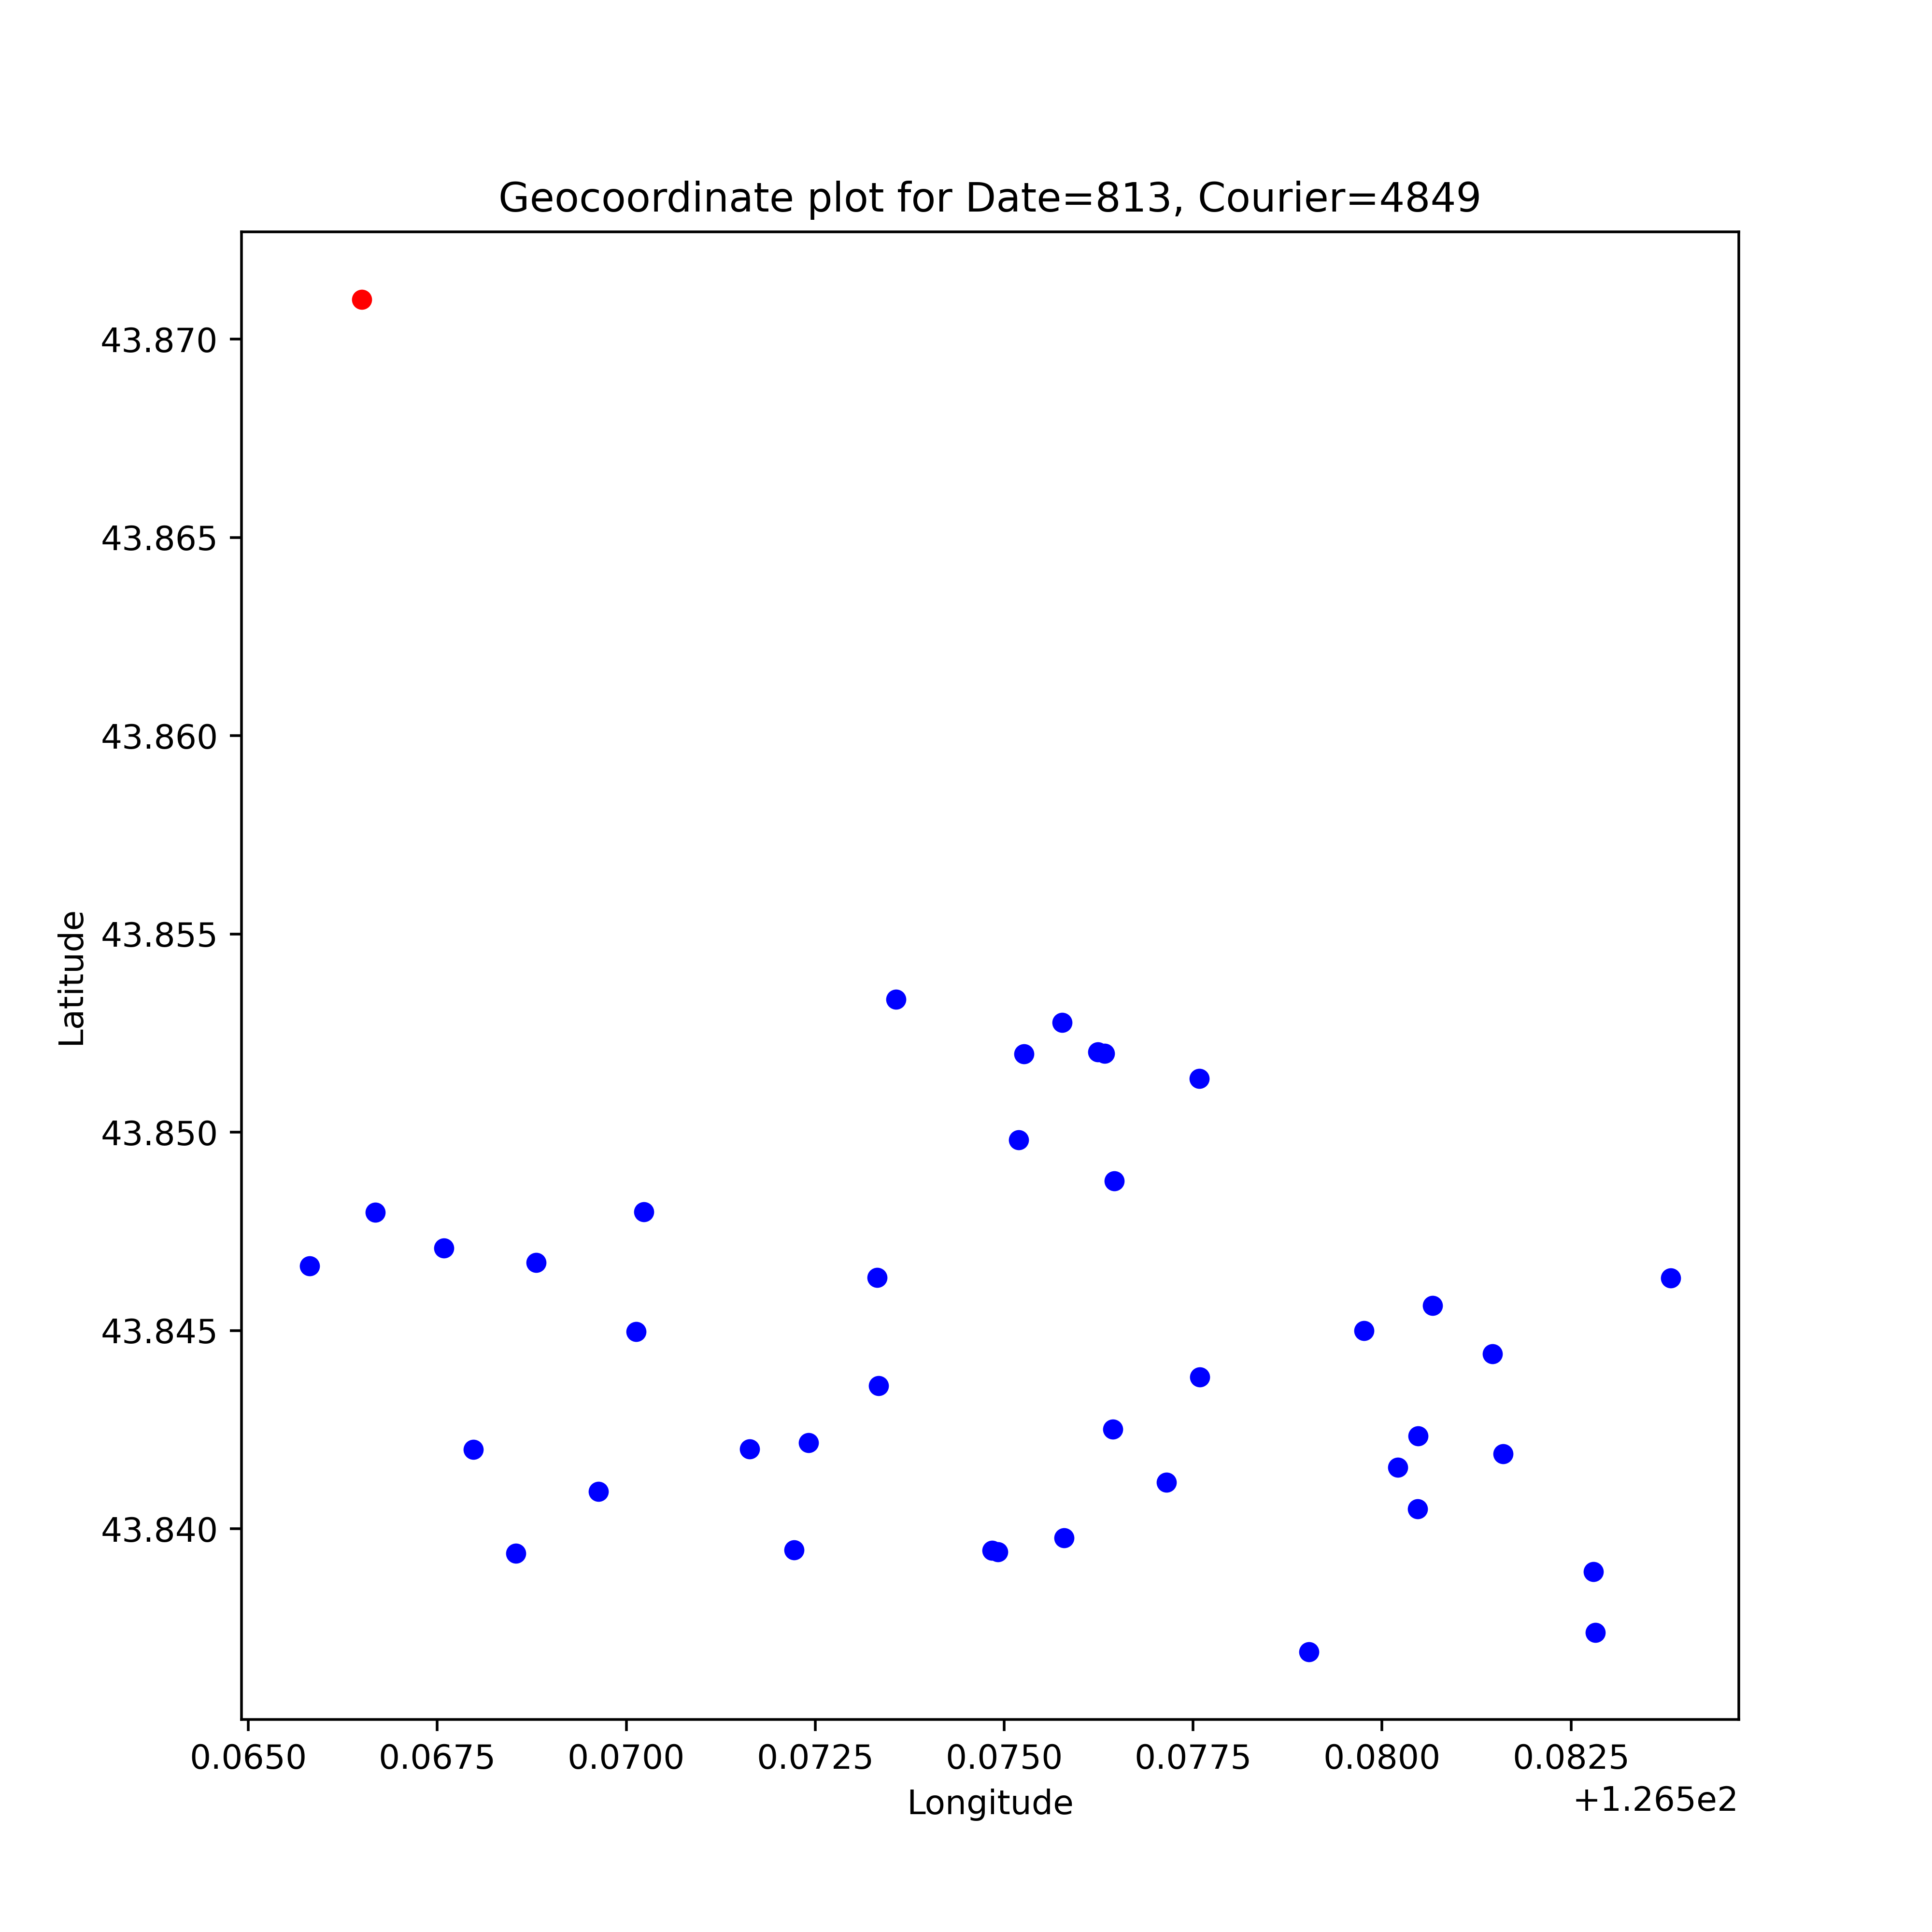 Geocoordinate plot for Date=813, Courier=4849
43.870
43.865
43.860
43.855
43.850
43.845
43.840
Latitude
0.0650 0.0675 0.0700 0.0725 0.0750 0.0775 0.0800 0.0825
+1.265e2
Longitude